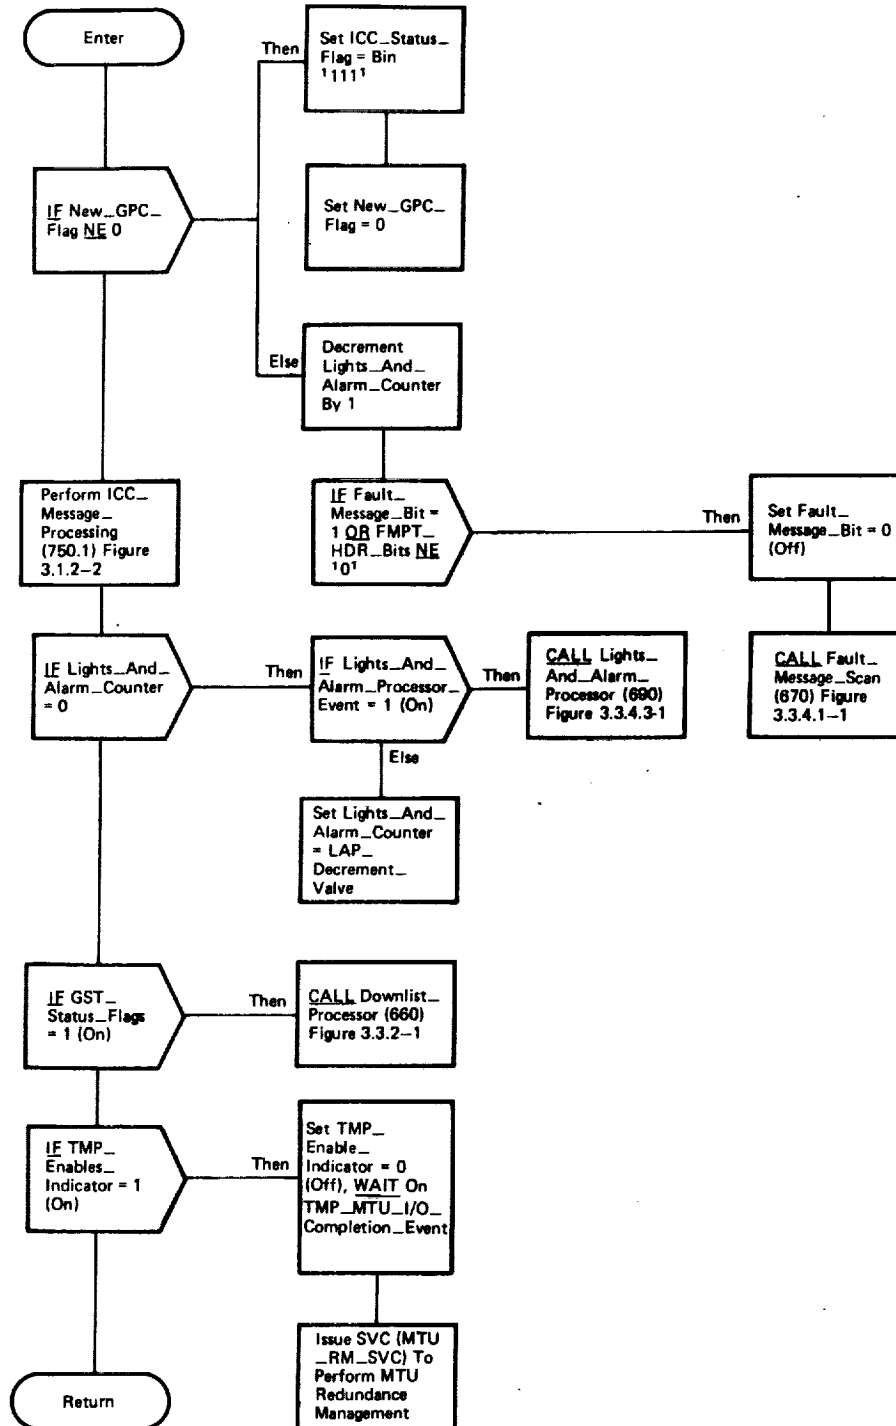 Enter
Then
Set ICC_Status_
Flag = Bin
'111'
IF New_GPC_
Flag NE 0
Set New_GPC_
Flag = 0
Else
Decrement
Lights_And_
Alarm_Counter
By 1
Perform ICC_
Message_
Processing
(750.1) Figure
3.1.2-2
IF Fault_
Message_Bit =
1 OR FMPT_
HDR_Bits NE
'0'
Then
Set Fault_
Message_Bit = 0
(Off)
IF Lights_And_
Alarm_Counter
= 0
Then
IF Lights_And_
Alarm_Processor_
Event = 1 (On)
Then
CALL Lights_
And_Alarm_
Processor (690)
Figure 3.3.4.3-1
CALL Fault_
Message_Scan
(670) Figure
3.3.4.1-1
Else
Set Lights_And_
Alarm_Counter
= LAP_
Decrement_
Valve
IF GST_
Status_Flags
= 1 (On)
Then
CALL Downlist_
Processor (660)
Figure 3.3.2-1
IF TMP_
Enables_
Indicator = 1
(On)
Then
Set TMP_
Enable_
Indicator = 0
(Off), WAIT On
TMP_MTU_I/O_
Completion_Event
Issue SVC (MTU
_RM_SVC) To
Perform MTU
Redundance
Management
Return